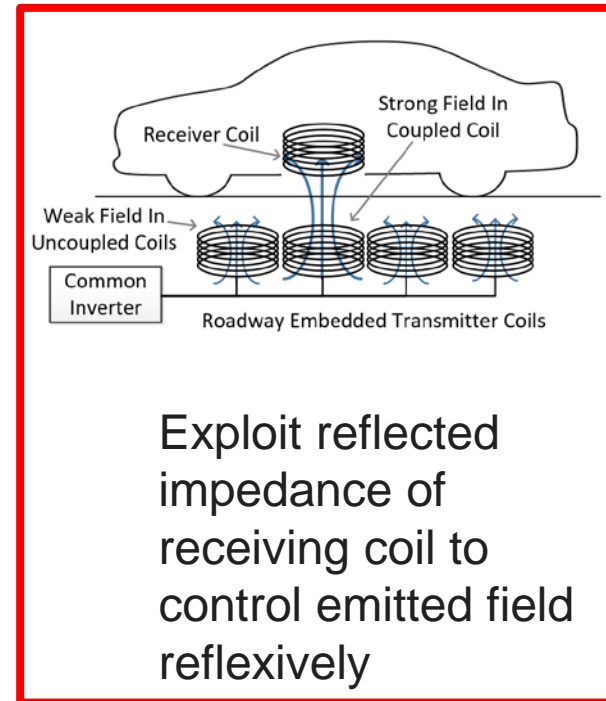 Strong Field In
Coupled Coil
Receiver Coil
Weak Field In
Uncoupled Coils
Common
Inverter
Roadway Embedded Transmitter Coils
Exploit reflected
impedance of
receiving coil to
control emitted field
reflexively